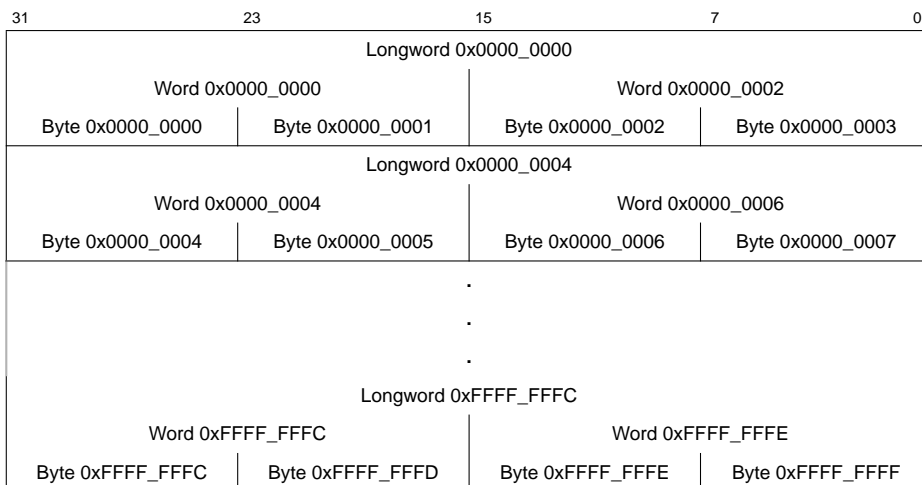 31 23 15 7 0
Longword 0x0000_0000
Word 0x0000_0000 Word 0x0000_0002
Byte 0x0000_0000 Byte 0x0000_0001 Byte 0x0000_0002 Byte 0x0000_0003
Longword 0x0000_0004
Word 0x0000_0004 Word 0x0000_0006
Byte 0x0000_0004 Byte 0x0000_0005 Byte 0x0000_0006 Byte 0x0000_0007
.
.
.
Longword 0xFFFF_FFFC
Word 0xFFFF_FFFC Word 0xFFFF_FFFE
Byte 0xFFFF_FFFC Byte 0xFFFF_FFFD Byte 0xFFFF_FFFE Byte 0xFFFF_FFFF